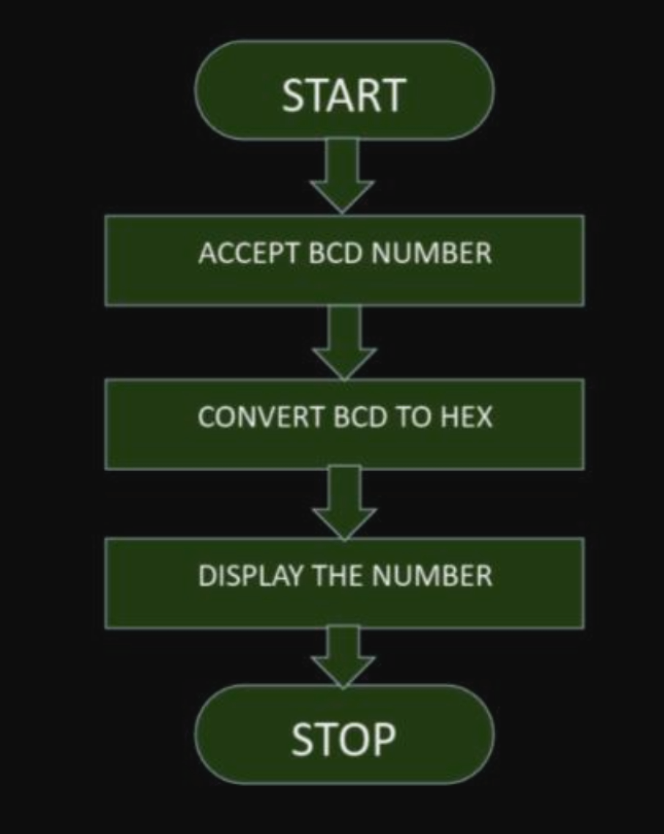 START
ACCEPT BCD NUMBER
CONVERT BCD TO HEX
DISPLAY THE NUMBER
STOP